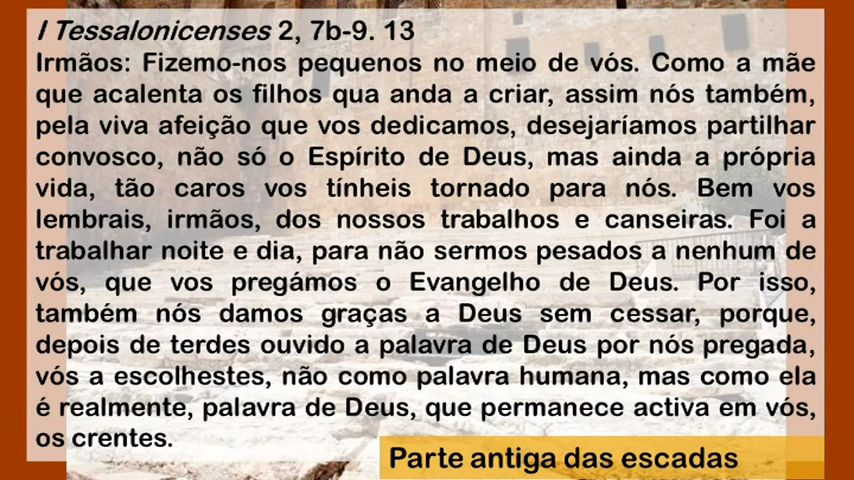 I Tessalonicenses 2, 7b-9. 13
Irmãos: Fizemo-nos pequenos no meio de vós. Como a mãe
que acalenta os filhos qua anda a criar, assim nós também,
pela viva afeição que vos dedicamos, desejaríamos partilhar
convosco, não só o Espírito de Deus, mas ainda a própria
vida, tão caros vos tínheis tornado para nós. Bem vos
lembrais, irmãos, dos nossos trabalhos e canseiras. Foi a
trabalhar noite e dia, para não sermos pesados a nenhum de
vós, que vos pregámos o Evangelho de Deus. Por isso,
também nós damos graças a Deus sem cessar, porque,
depois de terdes ouvido a palavra de Deus por nós pregada,
vós a escolhestes, não como palavra humana, mas como ela
é realmente, palavra de Deus, que permanece activa em vós,
os crentes.
Parte antiga das escadas